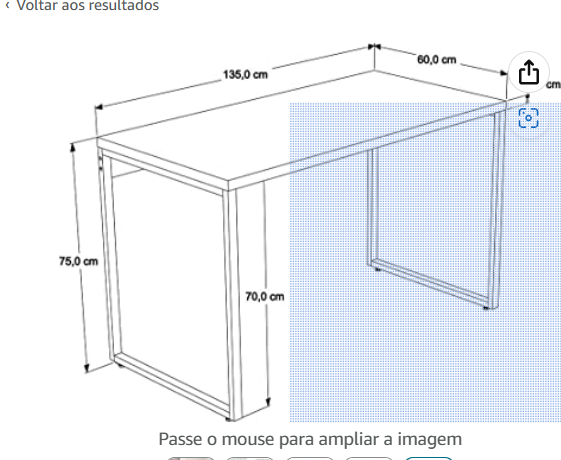 ‹ Voltar aos resultados
60,0 cm
135,0 cm
cm
75,0 cm
70,0 cm
Passe o mouse para ampliar a imagem